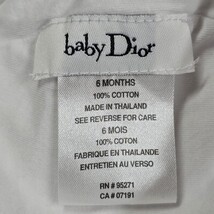 baby Dior
6 MONTHS
100% COTTON
MADE IN THAILAND
SEE REVERSE FOR CARE
6 MOIS
100% COTTON
FABRIQUE EN THAILANDE
ENTRETIEN AU VERSO
RN # 95271
CA # 07191